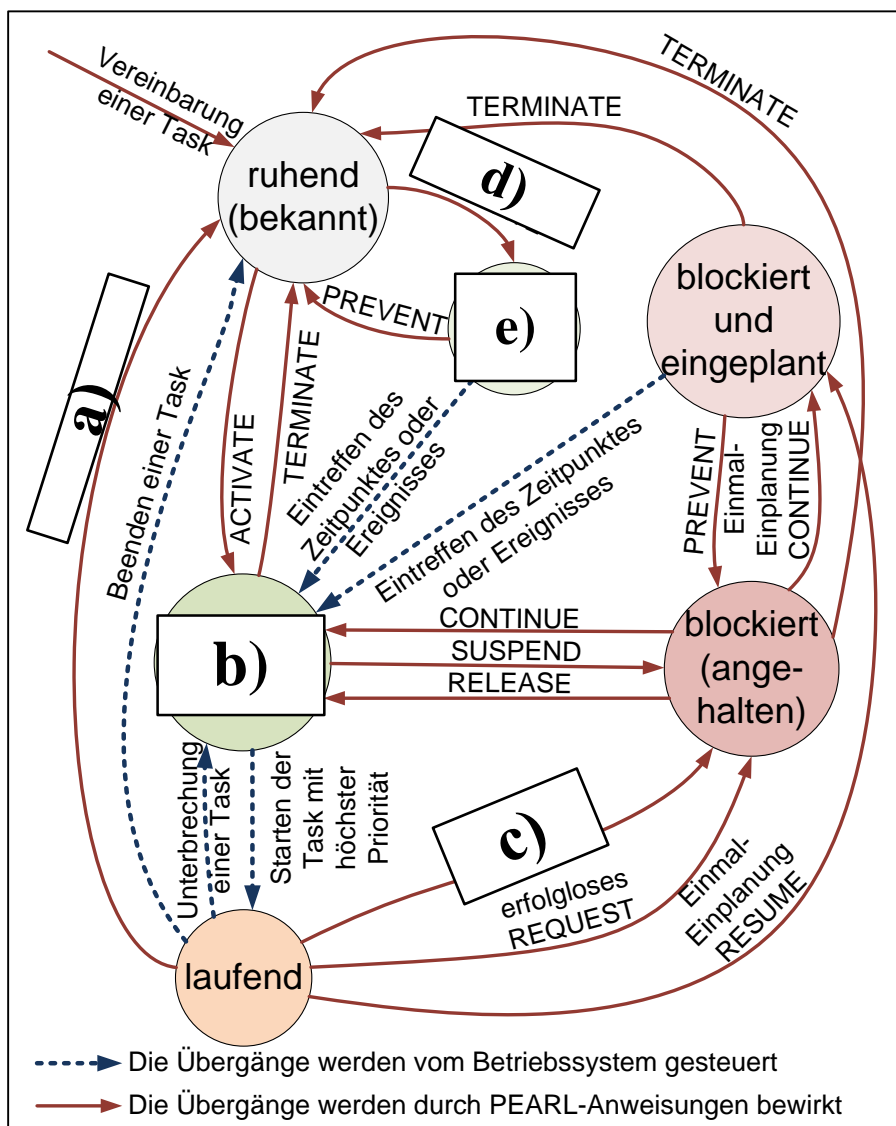 Vereinbarung
einer Task
TERMINATE
TERMINATE
ruhend
(bekannt)
d)
blockiert
und
eingeplant
PREVENT
e)
a)
Beenden einer Task
ACTIVATE
TERMINATE
Eintreffen des
Zeitpunktes oder
Ereignisses
Eintreffen des Zeitpunktes
oder Ereignisses
PREVENT
Einmal-
Einplanung
CONTINUE
b)
CONTINUE
SUSPEND
RELEASE
blockiert
(ange-
halten)
Unterbrechung
einer Task
Starten der
Task mit
höchster
Priorität
c)
erfolgloses
REQUEST
Einmal-
Einplanung
RESUME
laufend
Die Übergänge werden vom Betriebssystem gesteuert
Die Übergänge werden durch PEARL-Anweisungen bewirkt